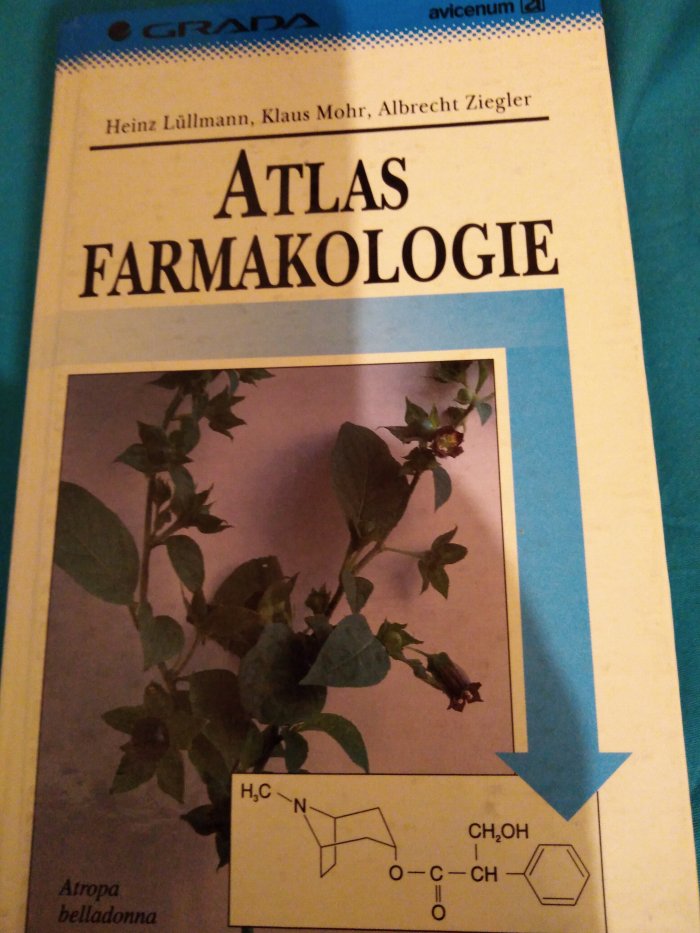 GRADA
avicenum a
Heinz Lüllmann, Klaus Mohr, Albrecht Ziegler
ATLAS
FARMAKOLOGIE
H₃C
N
CH₂OH
O C CH
O
Atropa
belladonna